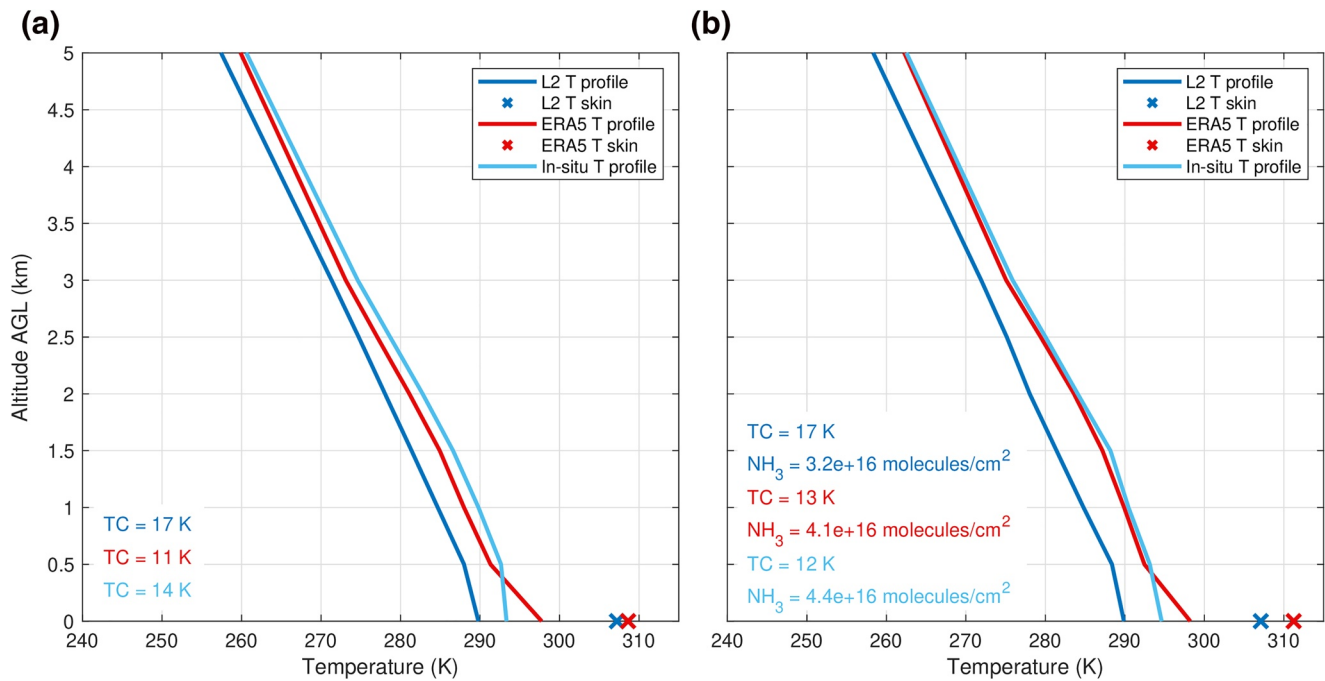 (a)
5
4.5
4
3.5
3
2.5
2
1.5
1
0.5
0
Altitude AGL (km)
L2 T profile
L2 T skin
ERA5 T profile
ERA5 T skin
In-situ T profile
TC = 17 K
TC = 11 K
TC = 14 K
240 250 260 270 280 290 300 310
Temperature (K)
(b)
L2 T profile
L2 T skin
ERA5 T profile
ERA5 T skin
In-situ T profile
TC = 17 K
NH3 = 3.2e+16 molecules/cm2
TC = 13 K
NH3 = 4.1e+16 molecules/cm2
TC = 12 K
NH3 = 4.4e+16 molecules/cm2
240 250 260 270 280 290 300 310
Temperature (K)